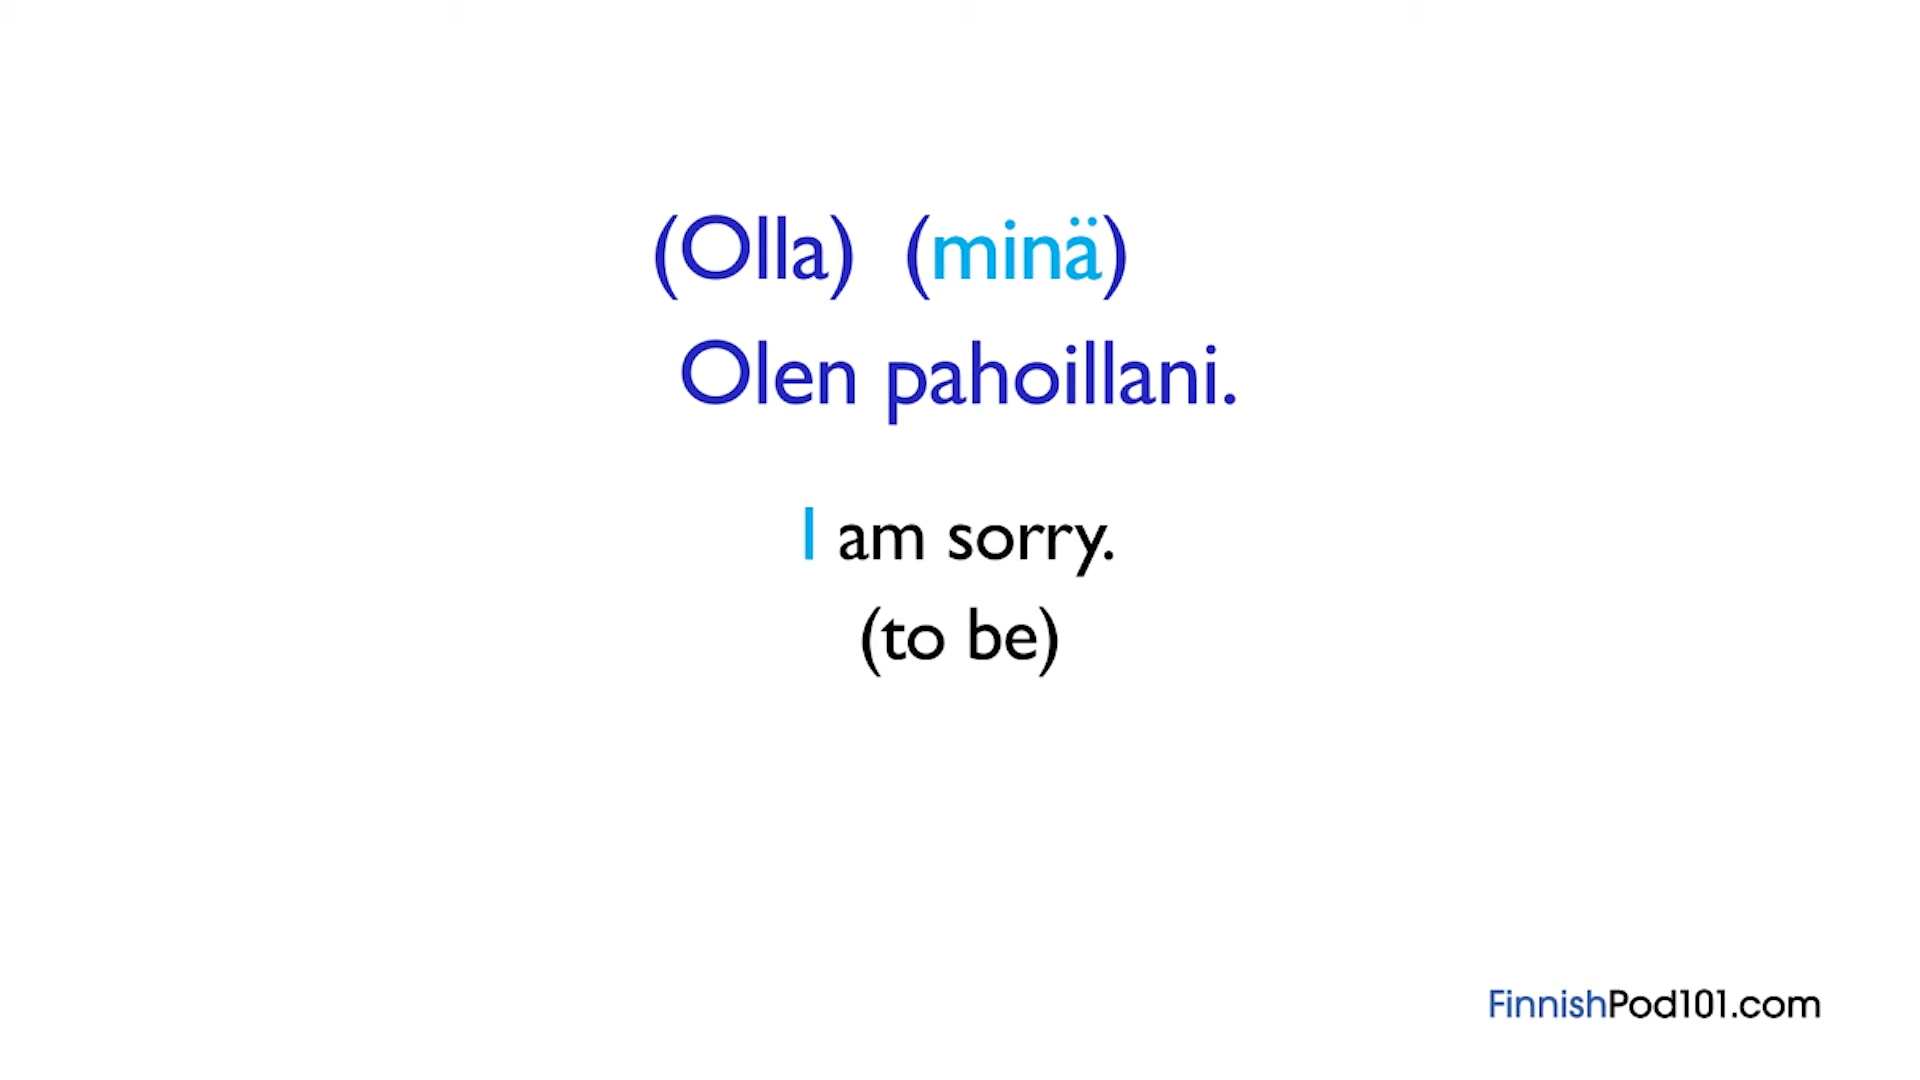 (Olla) (minä)
Olen pahoillani.
I am sorry.
(to be)
FinnishPod101.com